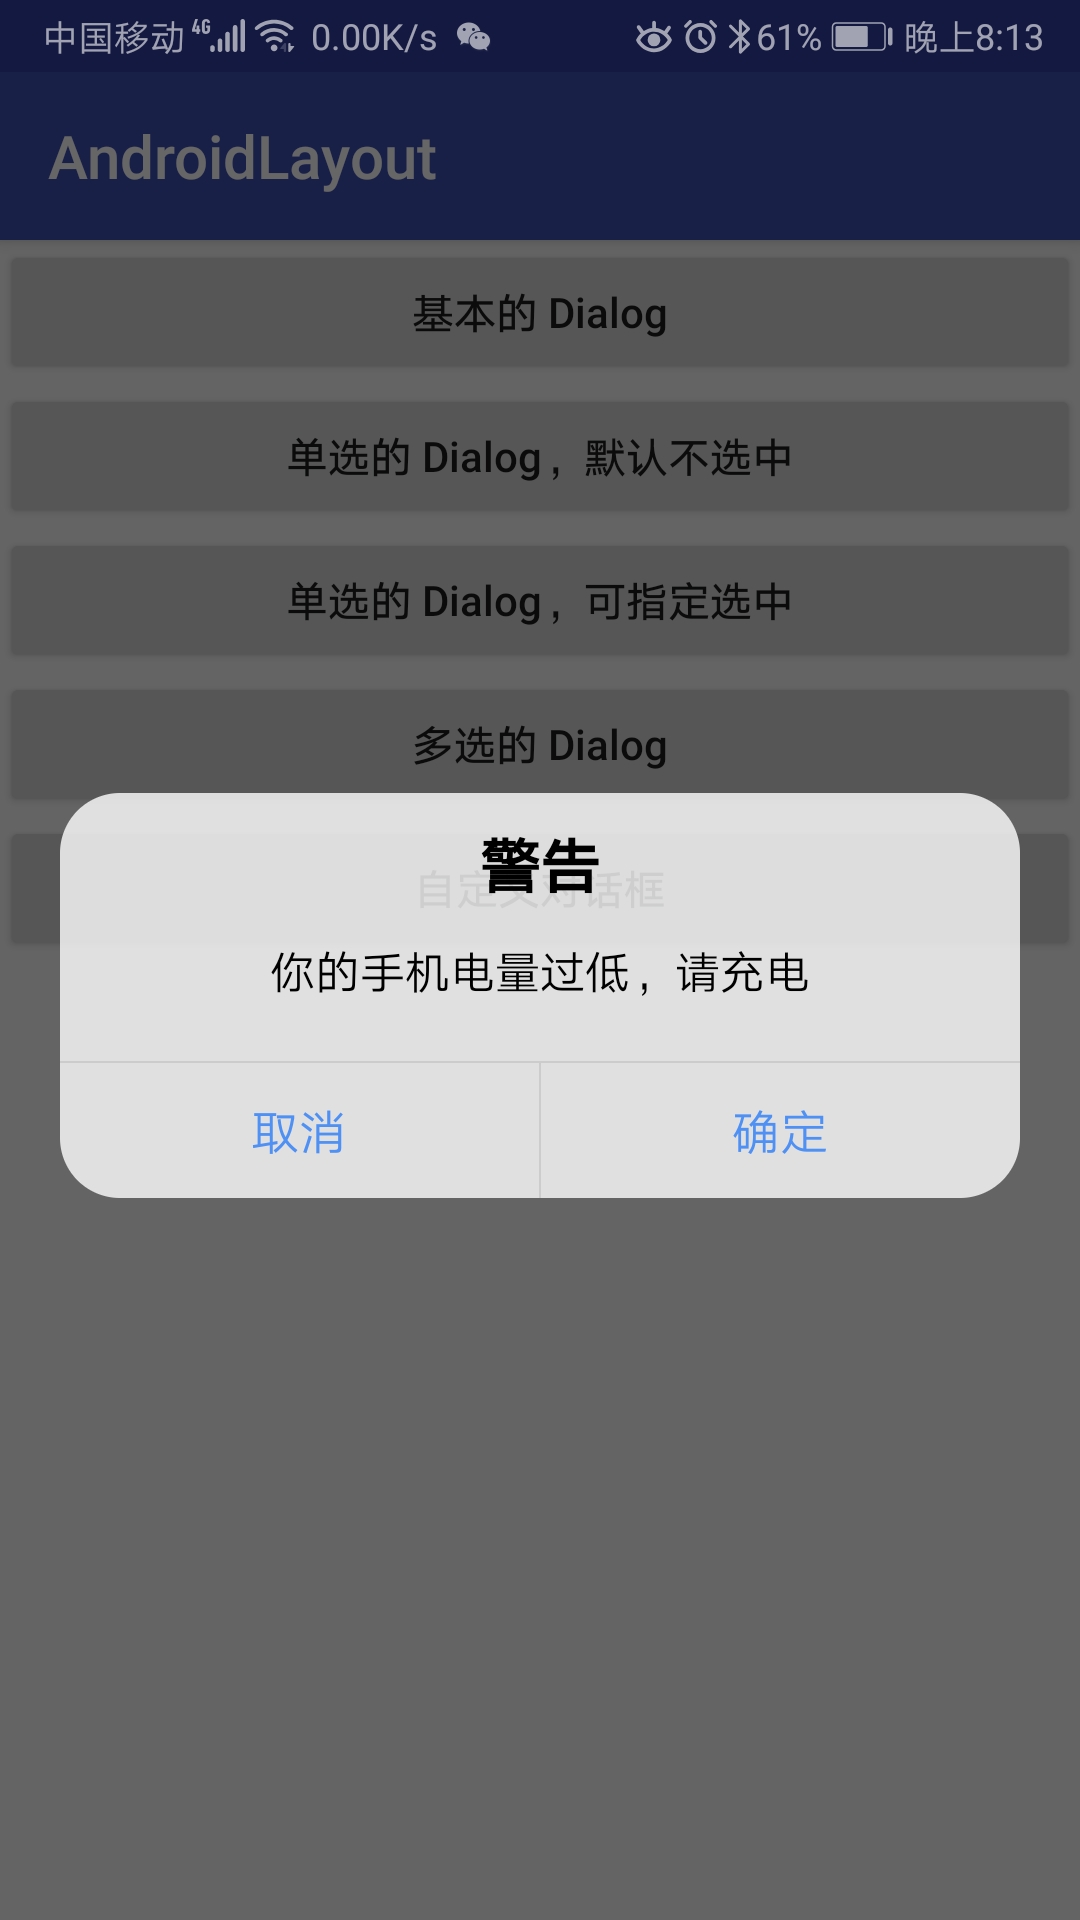 中国移动 4G 0.00K/s 61% 晚上8:13
AndroidLayout
基本的 Dialog
单选的 Dialog，默认不选中
单选的 Dialog，可指定选中
多选的 Dialog
自定义对话框
警告
你的手机电量过低，请充电
取消
确定